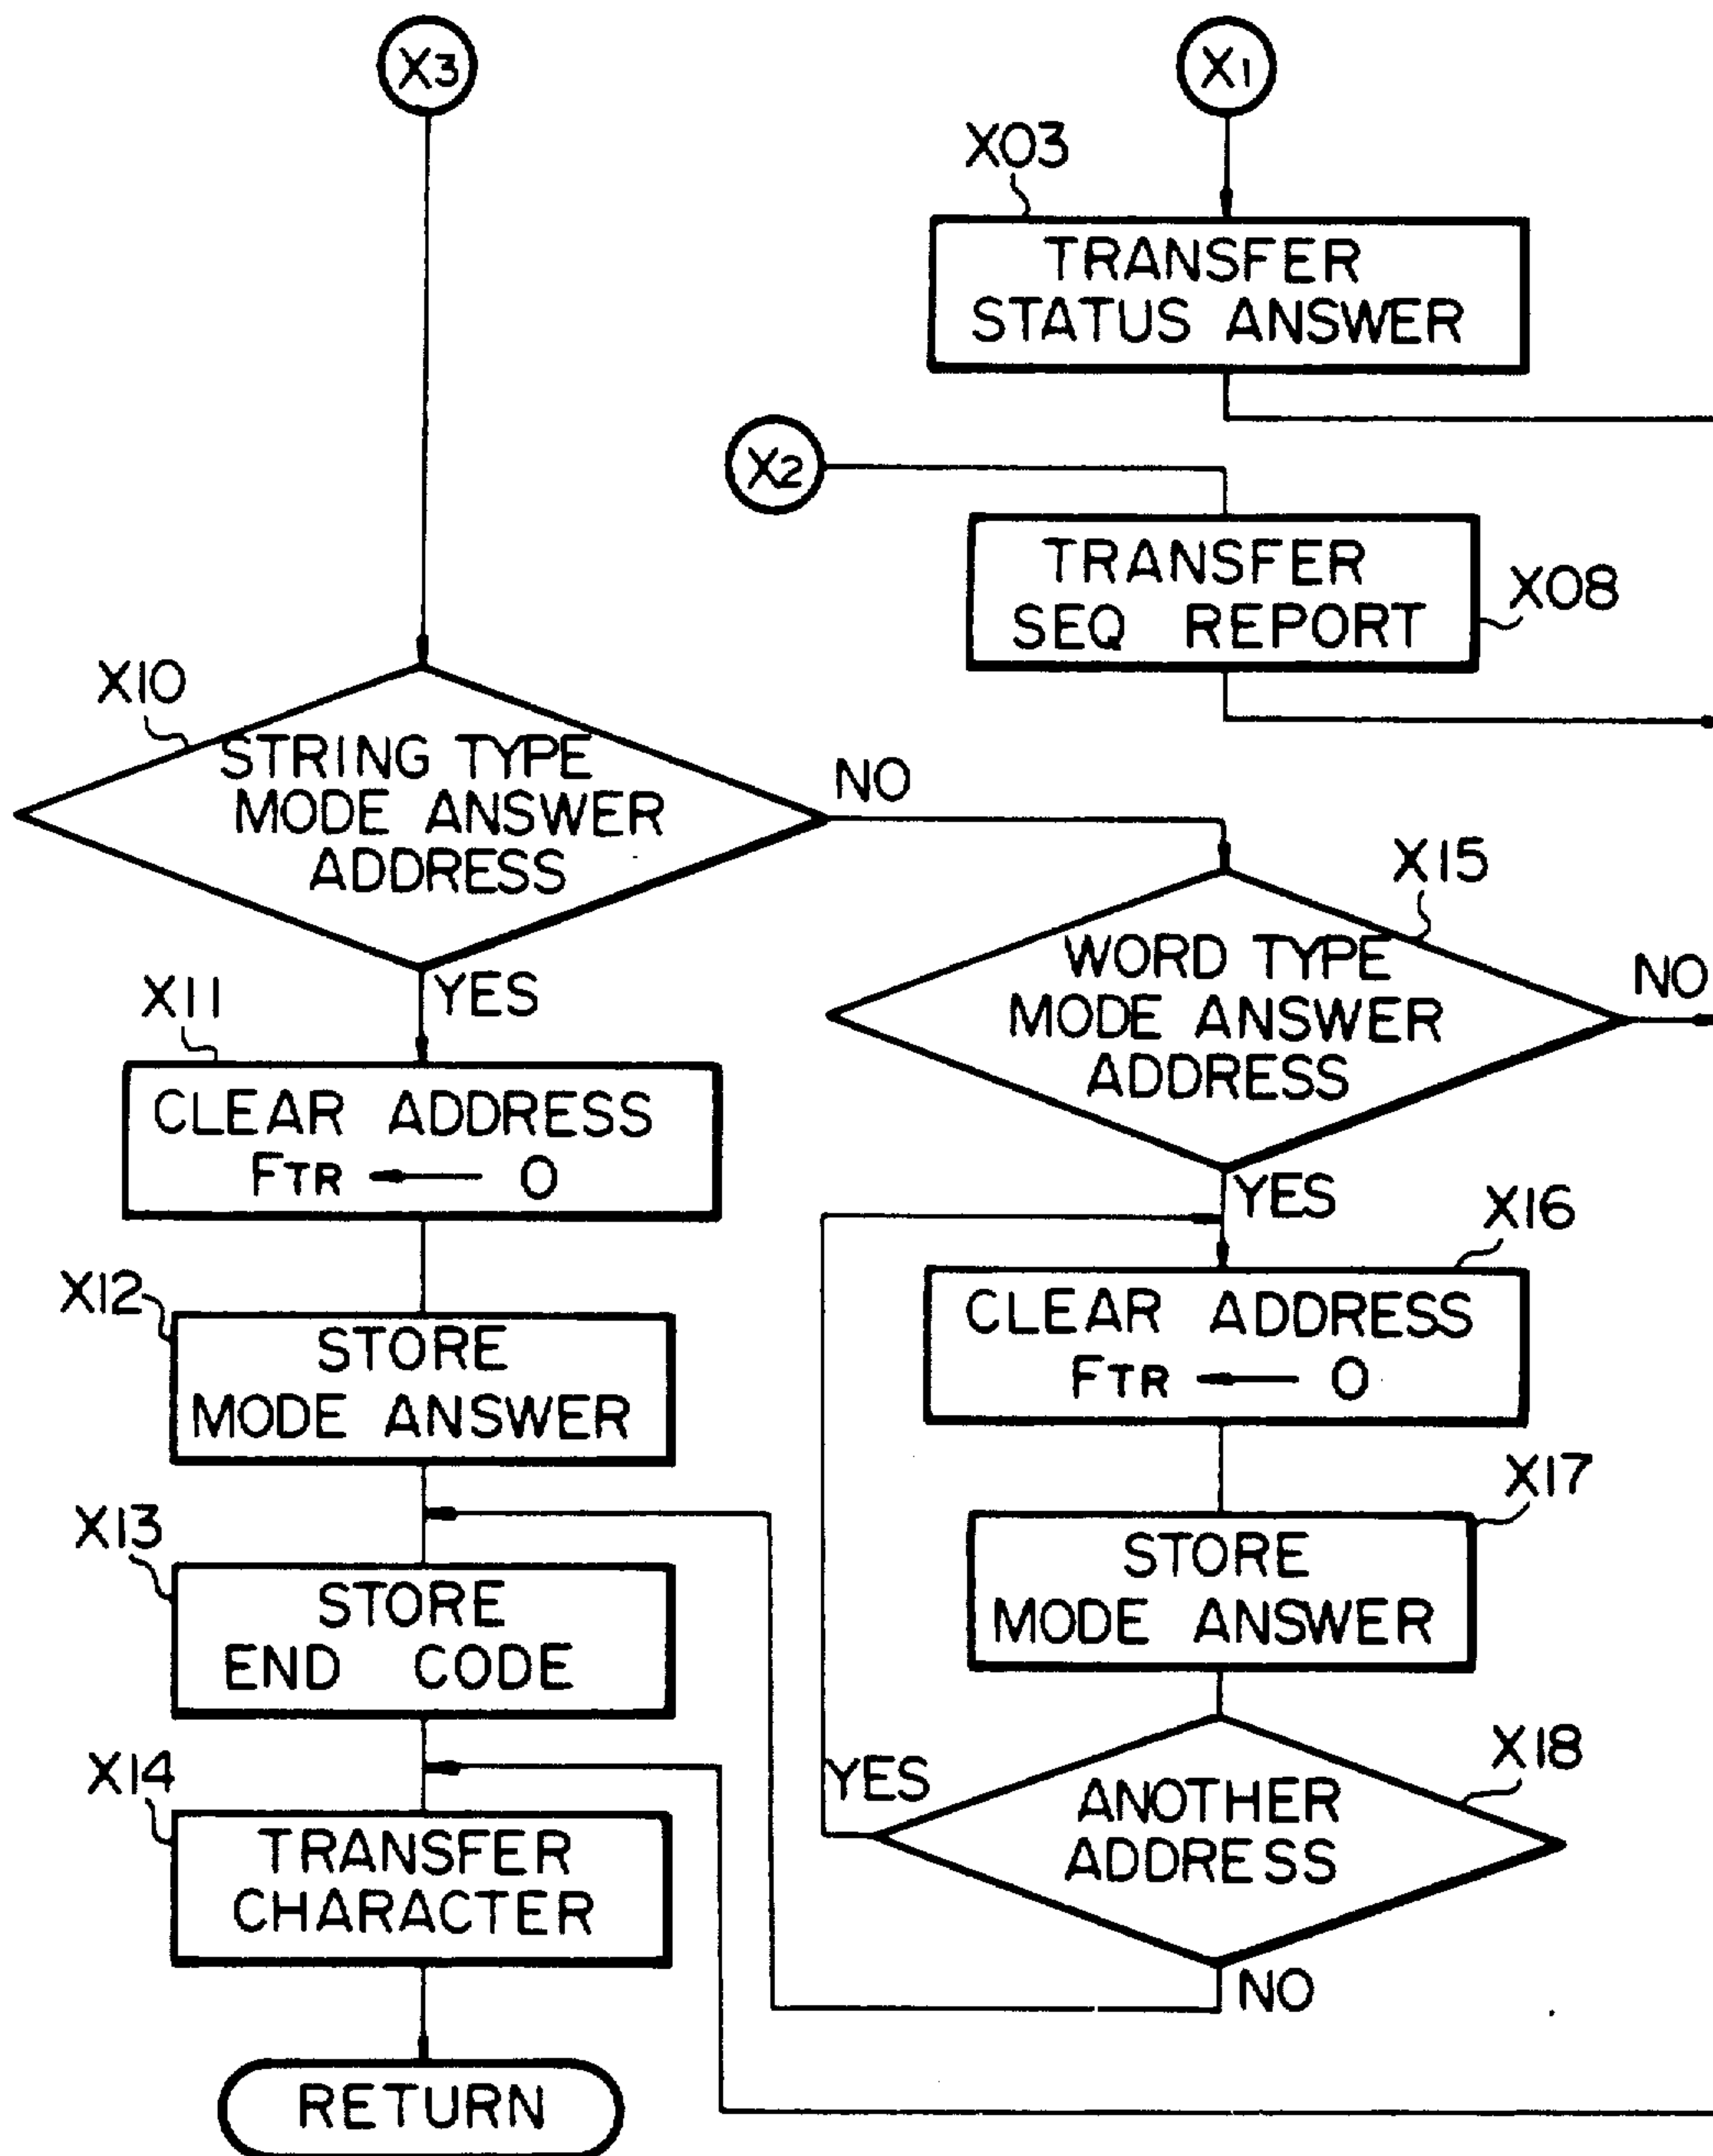 X3
X1
X03
TRANSFER
STATUS ANSWER
X2
TRANSFER
SEQ REPORT
X08
X10
STRING TYPE
MODE ANSWER
ADDRESS
NO
YES
X15
WORD TYPE
MODE ANSWER
ADDRESS
NO
YES
X11
CLEAR ADDRESS
FTR ← 0
X12
STORE
MODE ANSWER
X13
STORE
END CODE
X14
TRANSFER
CHARACTER
RETURN
X16
CLEAR ADDRESS
FTR ← 0
X17
STORE
MODE ANSWER
X18
ANOTHER
ADDRESS
YES
NO